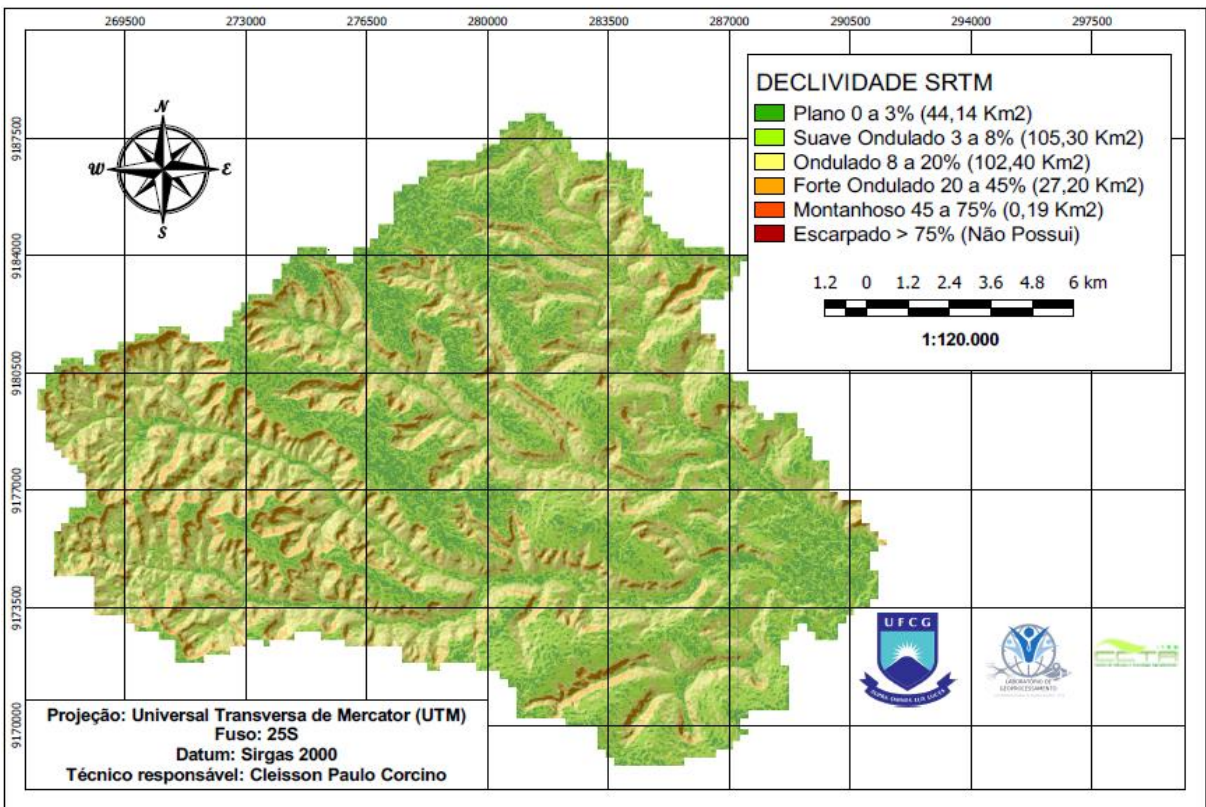 269500 273000 276500 280000 283500 287000 290500 294000 297500
9187500
9184000
9180500
9177000
9173500
9170000
N
W E
S
DECLIVIDADE SRTM
Plano 0 a 3% (44,14 Km2)
Suave Ondulado 3 a 8% (105,30 Km2)
Ondulado 8 a 20% (102,40 Km2)
Forte Ondulado 20 a 45% (27,20 Km2)
Montanhoso 45 a 75% (0,19 Km2)
Escarpado > 75% (Não Possui)
1.2 0 1.2 2.4 3.6 4.8 6 km
1:120.000
UFCG
LABORATÓRIO DE
GEOPROCESSAMENTO
CCTA
Projeção: Universal Transversa de Mercator (UTM)
Fuso: 25S
Datum: Sirgas 2000
Técnico responsável: Cleisson Paulo Corcino